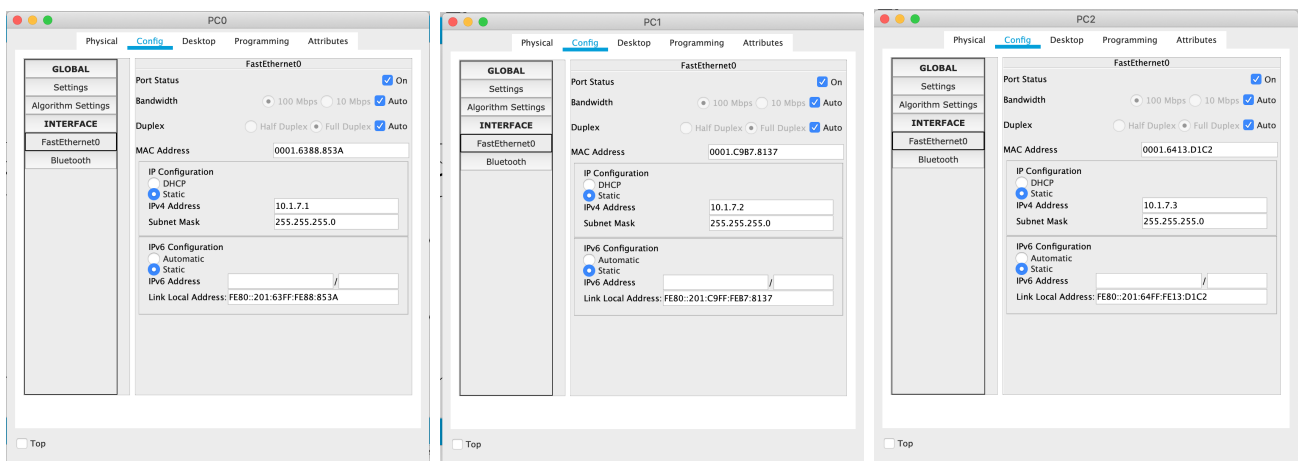 PC0
Physical Config Desktop Programming Attributes
GLOBAL
Settings
Algorithm Settings
INTERFACE
FastEthernet0
Bluetooth
FastEthernet0
Port Status On
Bandwidth 100 Mbps 10 Mbps Auto
Duplex Half Duplex Full Duplex Auto
MAC Address 0001.6388.853A
IP Configuration
DHCP
Static
IPv4 Address 10.1.7.1
Subnet Mask 255.255.255.0
IPv6 Configuration
Automatic
Static
IPv6 Address /
Link Local Address: FE80::201:63FF:FE88:853A
Top
PC1
Physical Config Desktop Programming Attributes
GLOBAL
Settings
Algorithm Settings
INTERFACE
FastEthernet0
Bluetooth
FastEthernet0
Port Status On
Bandwidth 100 Mbps 10 Mbps Auto
Duplex Half Duplex Full Duplex Auto
MAC Address 0001.C9B7.8137
IP Configuration
DHCP
Static
IPv4 Address 10.1.7.2
Subnet Mask 255.255.255.0
IPv6 Configuration
Automatic
Static
IPv6 Address /
Link Local Address: FE80::201:C9FF:FEB7:8137
Top
PC2
Physical Config Desktop Programming Attributes
GLOBAL
Settings
Algorithm Settings
INTERFACE
FastEthernet0
Bluetooth
FastEthernet0
Port Status On
Bandwidth 100 Mbps 10 Mbps Auto
Duplex Half Duplex Full Duplex Auto
MAC Address 0001.6413.D1C2
IP Configuration
DHCP
Static
IPv4 Address 10.1.7.3
Subnet Mask 255.255.255.0
IPv6 Configuration
Automatic
Static
IPv6 Address /
Link Local Address: FE80::201:64FF:FE13:D1C2
Top